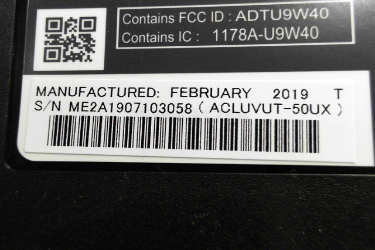 Contains FCC ID : ADTU9W40
Contains IC : 1178A-U9W40
MANUFACTURED: FEBRUARY 2019 T
S/N ME2A1907103058 ( ACLUVUT-50UX )